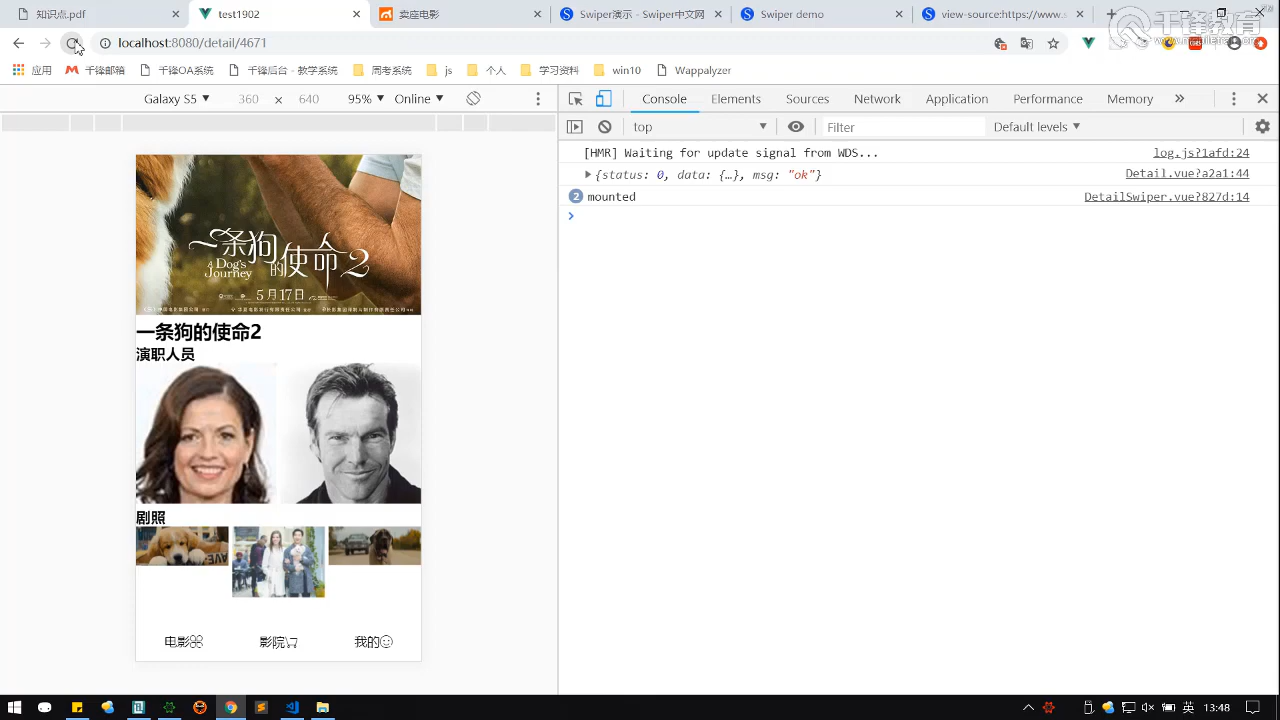 知识点.pdf
test1902
卖座电影
Swiper演示 - Swiper中文网
Swiper demo
view-source:https://www.s
千锋教育
localhost:8080/detail/4671
应用
千锋邮箱
千锋OA系统
千锋后台 - 教学系统
周考系统
js
个人
学习资料
win10
Wappalyzer
Galaxy S5 ▼
360
×
640
95% ▼
Online ▼
Console
Elements
Sources
Network
Application
Performance
Memory
»
top
Filter
Default levels ▼
[HMR] Waiting for update signal from WDS...
log.js?1afd:24
{status: 0, data: {…}, msg: "ok"}
Detail.vue?a2a1:44
2 mounted
DetailSwiper.vue?827d:14
一条狗的使命2
A Dog's Journey
5月17日
一条狗的使命2
演职人员
剧照
电影
影院
我的
英
13:48